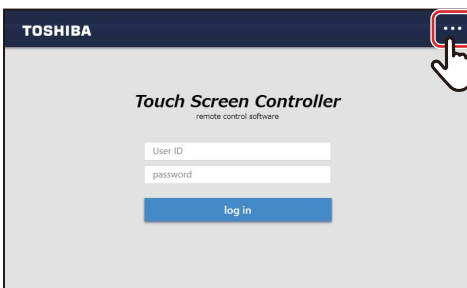 TOSHIBA
Touch Screen Controller
remote control software
User ID
password
log in